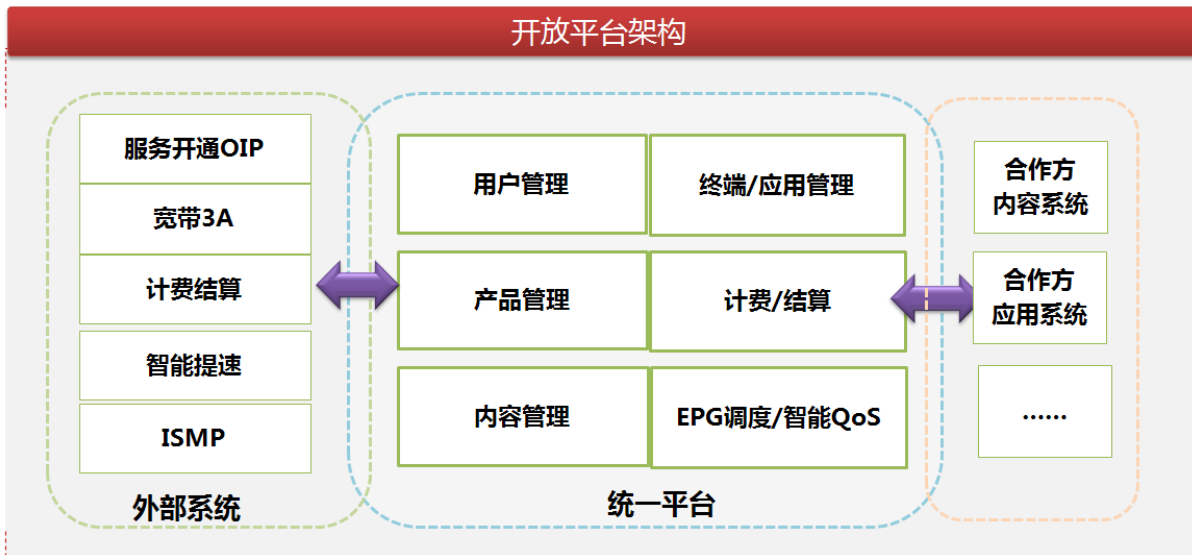 开放平台架构
服务开通OIP
宽带3A
计费结算
智能提速
ISMP
外部系统
用户管理
终端/应用管理
产品管理
计费/结算
内容管理
EPG调度/智能QoS
统一平台
合作方
内容系统
合作方
应用系统
……